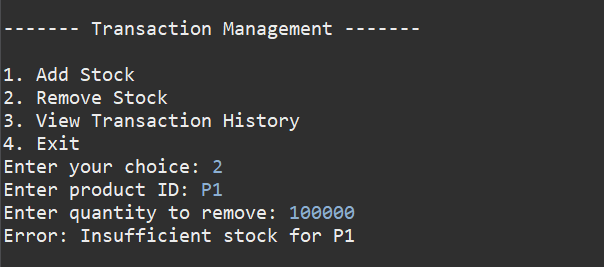 ------- Transaction Management -------
1. Add Stock
2. Remove Stock
3. View Transaction History
4. Exit
Enter your choice: 2
Enter product ID: P1
Enter quantity to remove: 100000
Error: Insufficient stock for P1